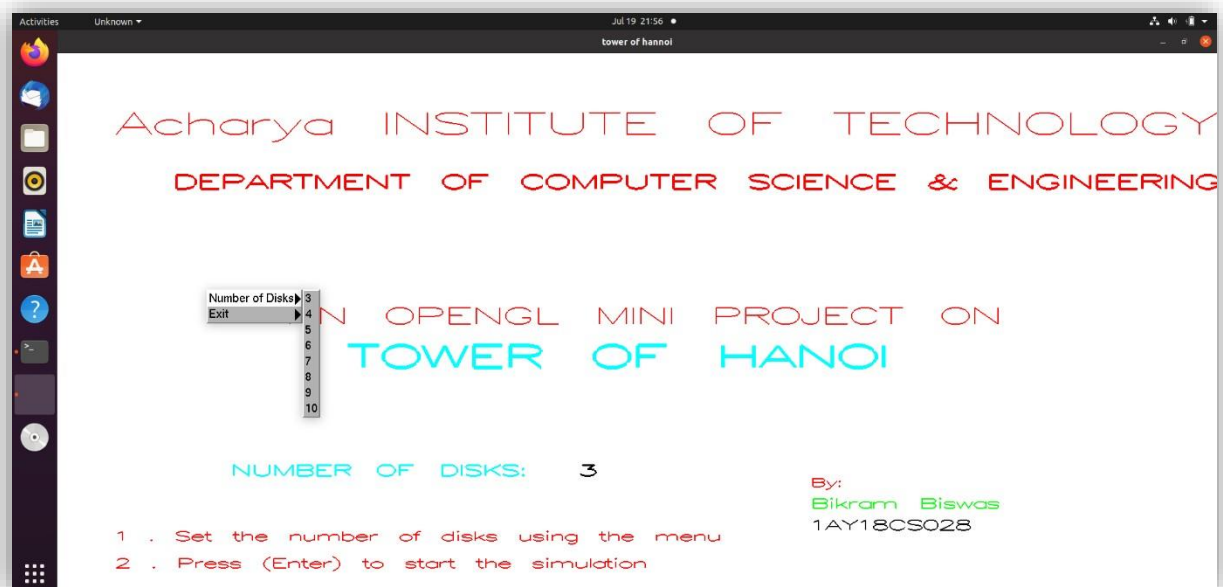 Activities Unknown Jul 19 21:56
tower of hannoi
Acharya INSTITUTE OF TECHNOLOGY
DEPARTMENT OF COMPUTER SCIENCE & ENGINEERING
Number of Disks 3
Exit 4
5
6
7
8
9
10
N OPENGL MINI PROJECT ON
TOWER OF HANOI
NUMBER OF DISKS: 3
By:
Bikram Biswas
1AY18CS028
1 . Set the number of disks using the menu
2 . Press (Enter) to start the simulation